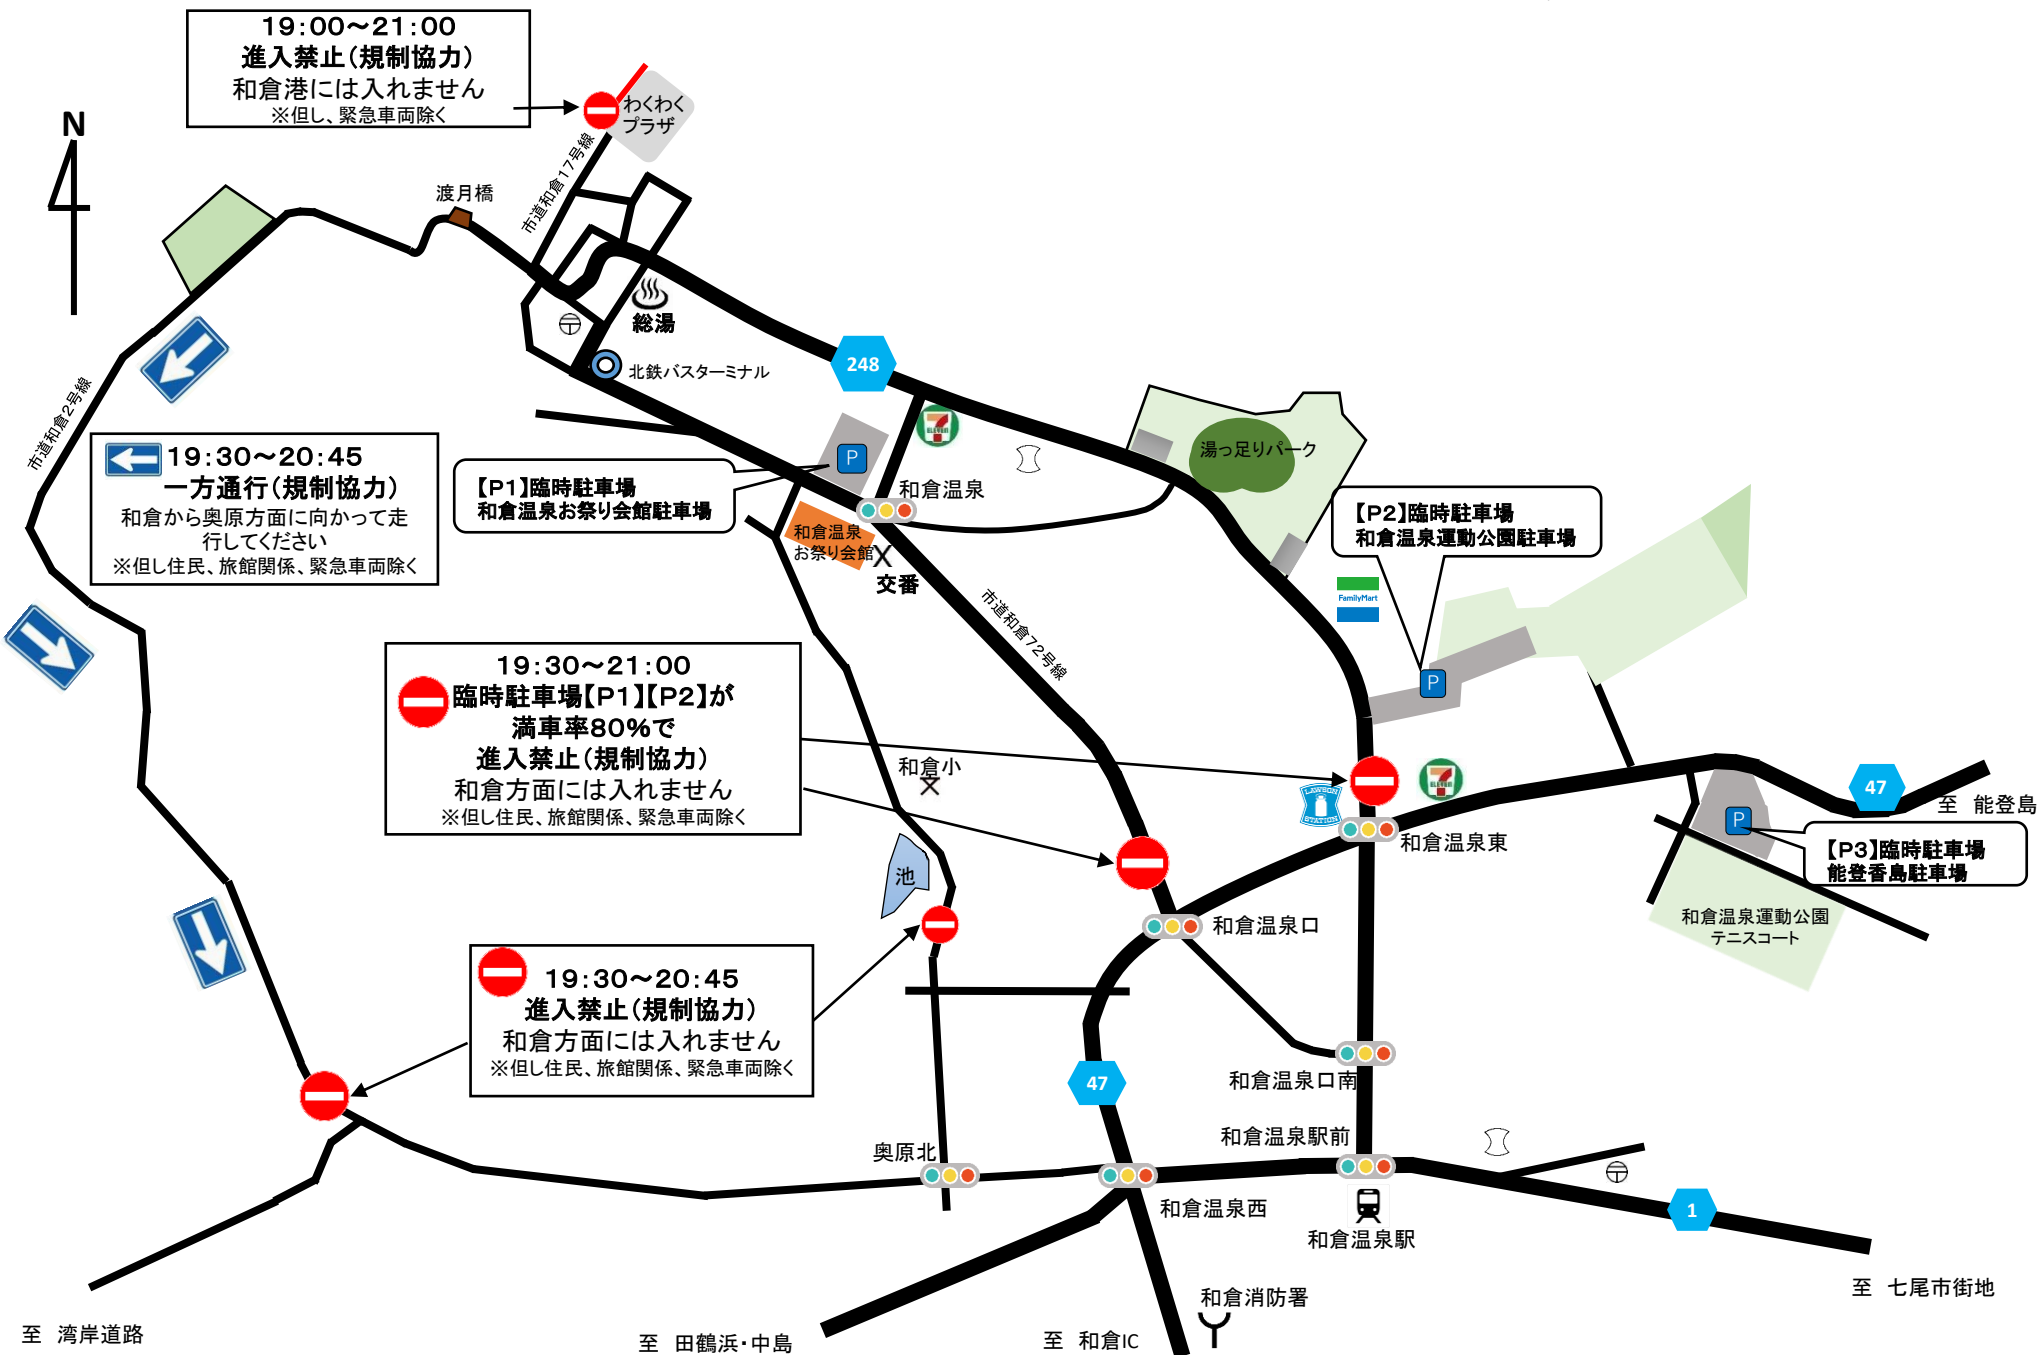 19:00～21:00
進入禁止(規制協力)
和倉港には入れません
※但し、緊急車両除く
わくわく
プラザ
N
市道和倉17号線
渡月橋
総湯
北鉄バスターミナル
248
市道和倉2号線
19:30～20:45
一方通行(規制協力)
和倉から奥原方面に向かって走
行してください
※但し住民、旅館関係、緊急車両除く
P
7
ELEVEN
湯っ足りパーク
【P1】臨時駐車場
和倉温泉お祭り会館駐車場
和倉温泉
和倉温泉
お祭り会館
交番
【P2】臨時駐車場
和倉温泉運動公園駐車場
FamilyMart
市道和倉72号線
P
19:30～21:00
臨時駐車場【P1】【P2】が
満車率80%で
進入禁止(規制協力)
和倉方面には入れません
※但し住民、旅館関係、緊急車両除く
和倉小
7
ELEVEN
LAWSON
STATION
47
至 能登島
P
和倉温泉東
【P3】臨時駐車場
能登香島駐車場
池
和倉温泉口
和倉温泉運動公園
テニスコート
19:30～20:45
進入禁止(規制協力)
和倉方面には入れません
※但し住民、旅館関係、緊急車両除く
47
和倉温泉口南
和倉温泉駅前
奥原北
和倉温泉西
和倉温泉駅
1
至 七尾市街地
和倉消防署
至 湾岸道路
至 田鶴浜・中島
至 和倉IC